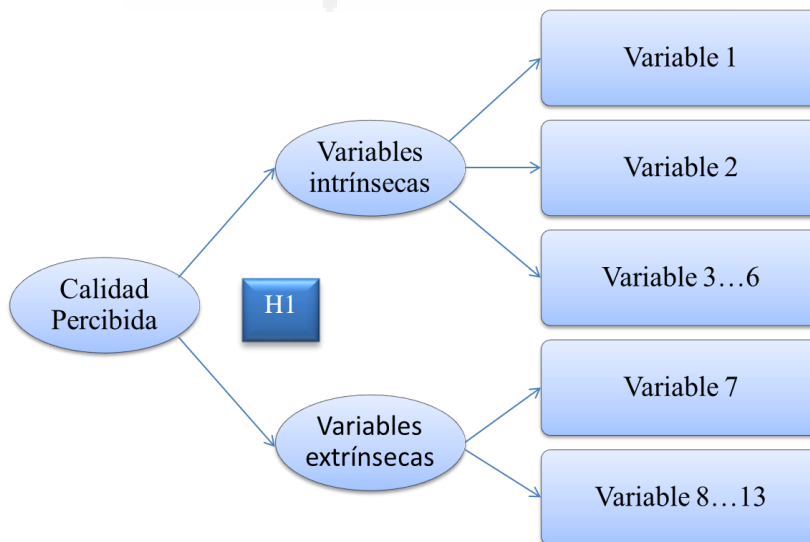 Variable 1
Variables
intrínsecas
Variable 2
Variable 3…6
Calidad
Percibida
H1
Variable 7
Variables
extrínsecas
Variable 8…13